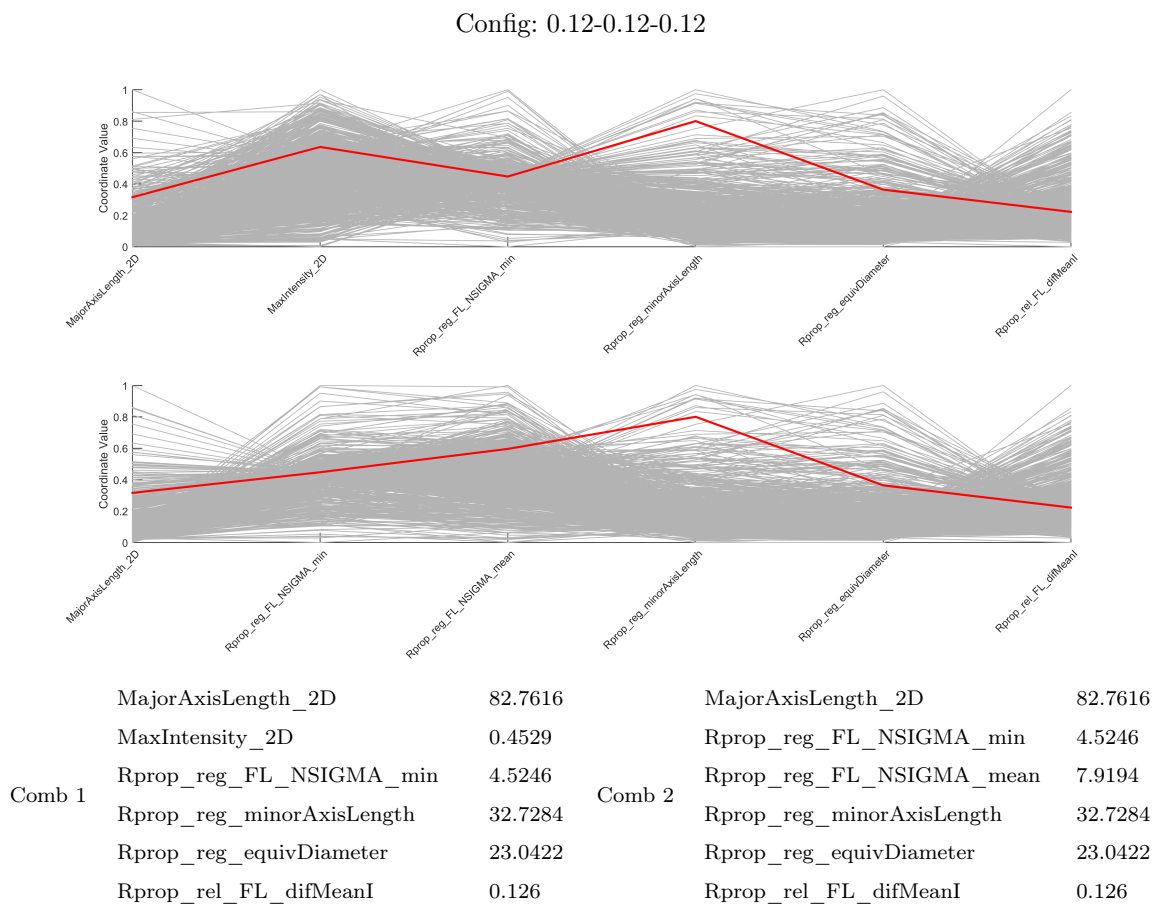 Config: 0.12-0.12-0.12
1
0.8
0.6
0.4
0.2
0
Coordinate Value
MajorAxisLength_2D
MaxIntensity_2D
Rprop_reg_FL_NSIGMA_min
Rprop_reg_minorAxisLength
Rprop_reg_equivDiameter
Rprop_rel_FL_difMeanI
1
0.8
0.6
0.4
0.2
0
Coordinate Value
MajorAxisLength_2D
Rprop_reg_FL_NSIGMA_min
Rprop_reg_FL_NSIGMA_mean
Rprop_reg_minorAxisLength
Rprop_reg_equivDiameter
Rprop_rel_FL_difMeanI
Comb 1
MajorAxisLength_2D 82.7616
MaxIntensity_2D 0.4529
Rprop_reg_FL_NSIGMA_min 4.5246
Rprop_reg_minorAxisLength 32.7284
Rprop_reg_equivDiameter 23.0422
Rprop_rel_FL_difMeanI 0.126
Comb 2
MajorAxisLength_2D 82.7616
Rprop_reg_FL_NSIGMA_min 4.5246
Rprop_reg_FL_NSIGMA_mean 7.9194
Rprop_reg_minorAxisLength 32.7284
Rprop_reg_equivDiameter 23.0422
Rprop_rel_FL_difMeanI 0.126